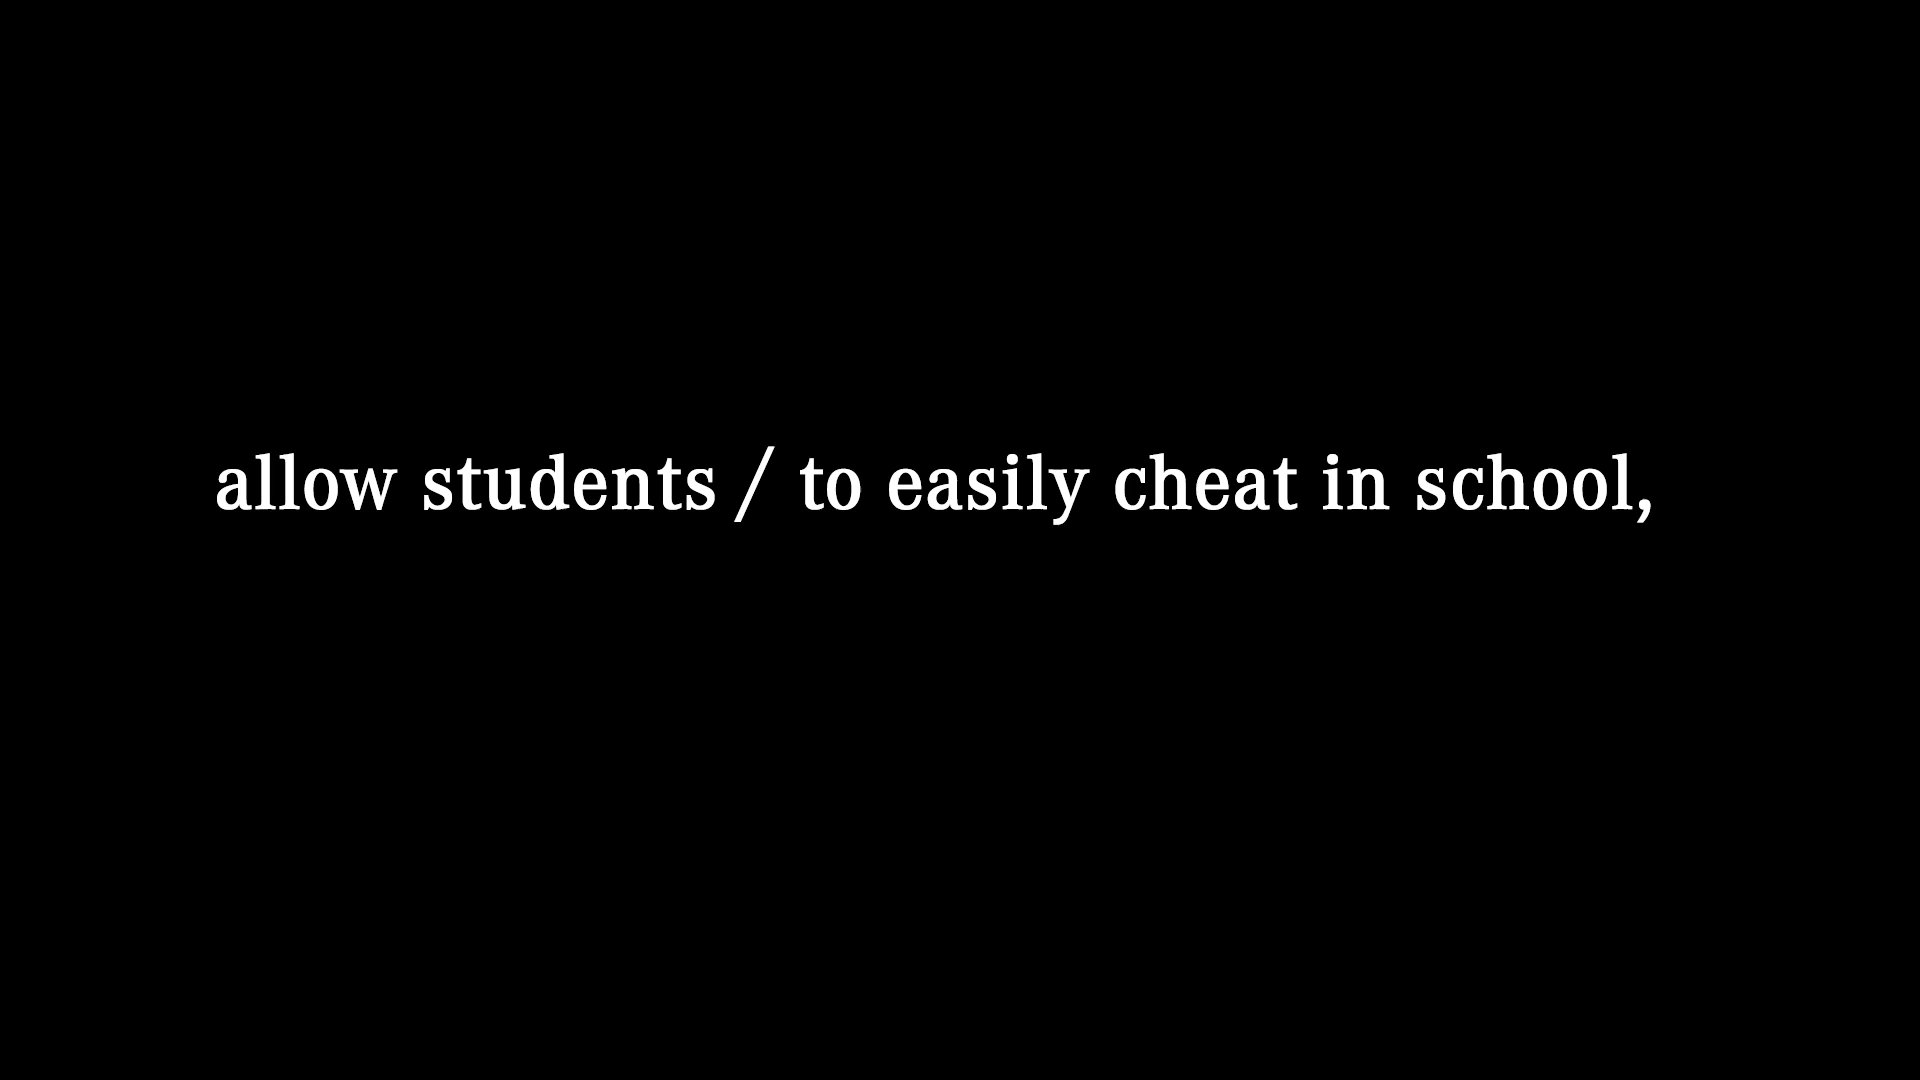 allow students / to easily cheat in school,